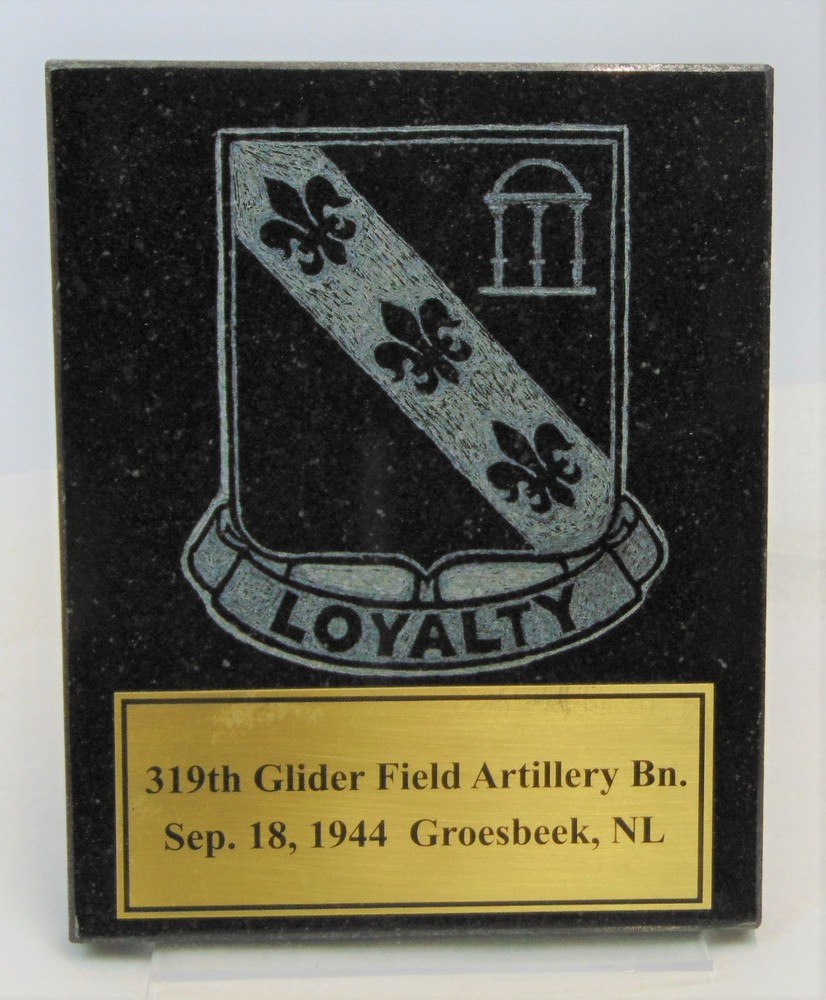 LOYALTY
319th Glider Field Artillery Bn.
Sep. 18, 1944 Groesbeek, NL